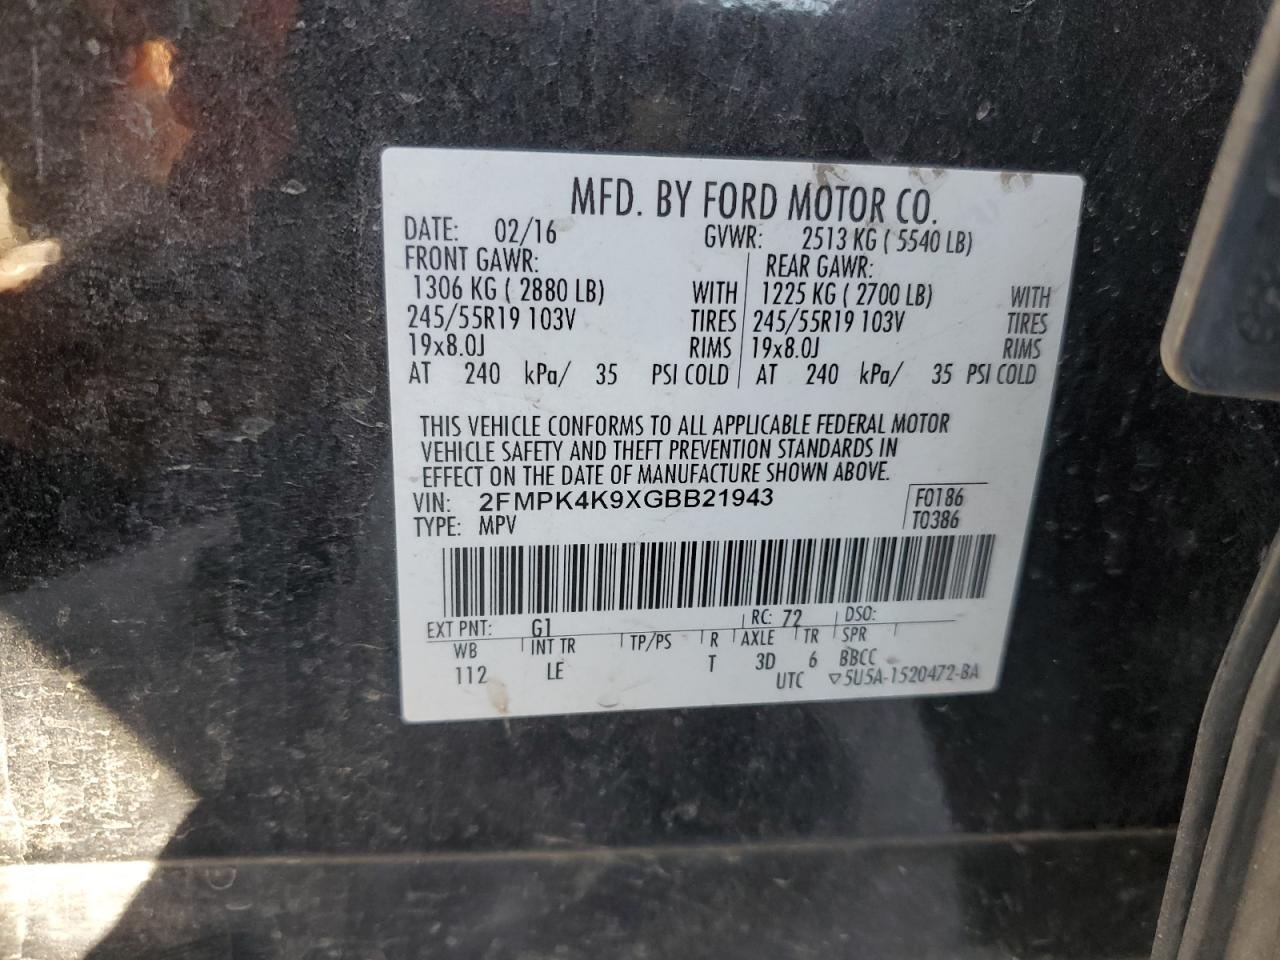 MFD. BY FORD MOTOR CO.
DATE: 02/16 GVWR: 2513 KG ( 5540 LB)
FRONT GAWR: REAR GAWR:
1306 KG ( 2880 LB) WITH 1225 KG ( 2700 LB) WITH
245/55R19 103V TIRES 245/55R19 103V TIRES
19x8.0J RIMS 19x8.0J RIMS
AT 240 kPa/ 35 PSI COLD AT 240 kPa/ 35 PSI COLD
THIS VEHICLE CONFORMS TO ALL APPLICABLE FEDERAL MOTOR
VEHICLE SAFETY AND THEFT PREVENTION STANDARDS IN
EFFECT ON THE DATE OF MANUFACTURE SHOWN ABOVE.
VIN: 2FMPK4K9XGBB21943 F0186
TYPE: MPV T0386
EXT PNT: G1 RC: 72 DSO:
WB INT TR TP/PS R AXLE TR SPR
112 LE T 3D 6 BBCC
UTC ▽5U5A-1520472-BA